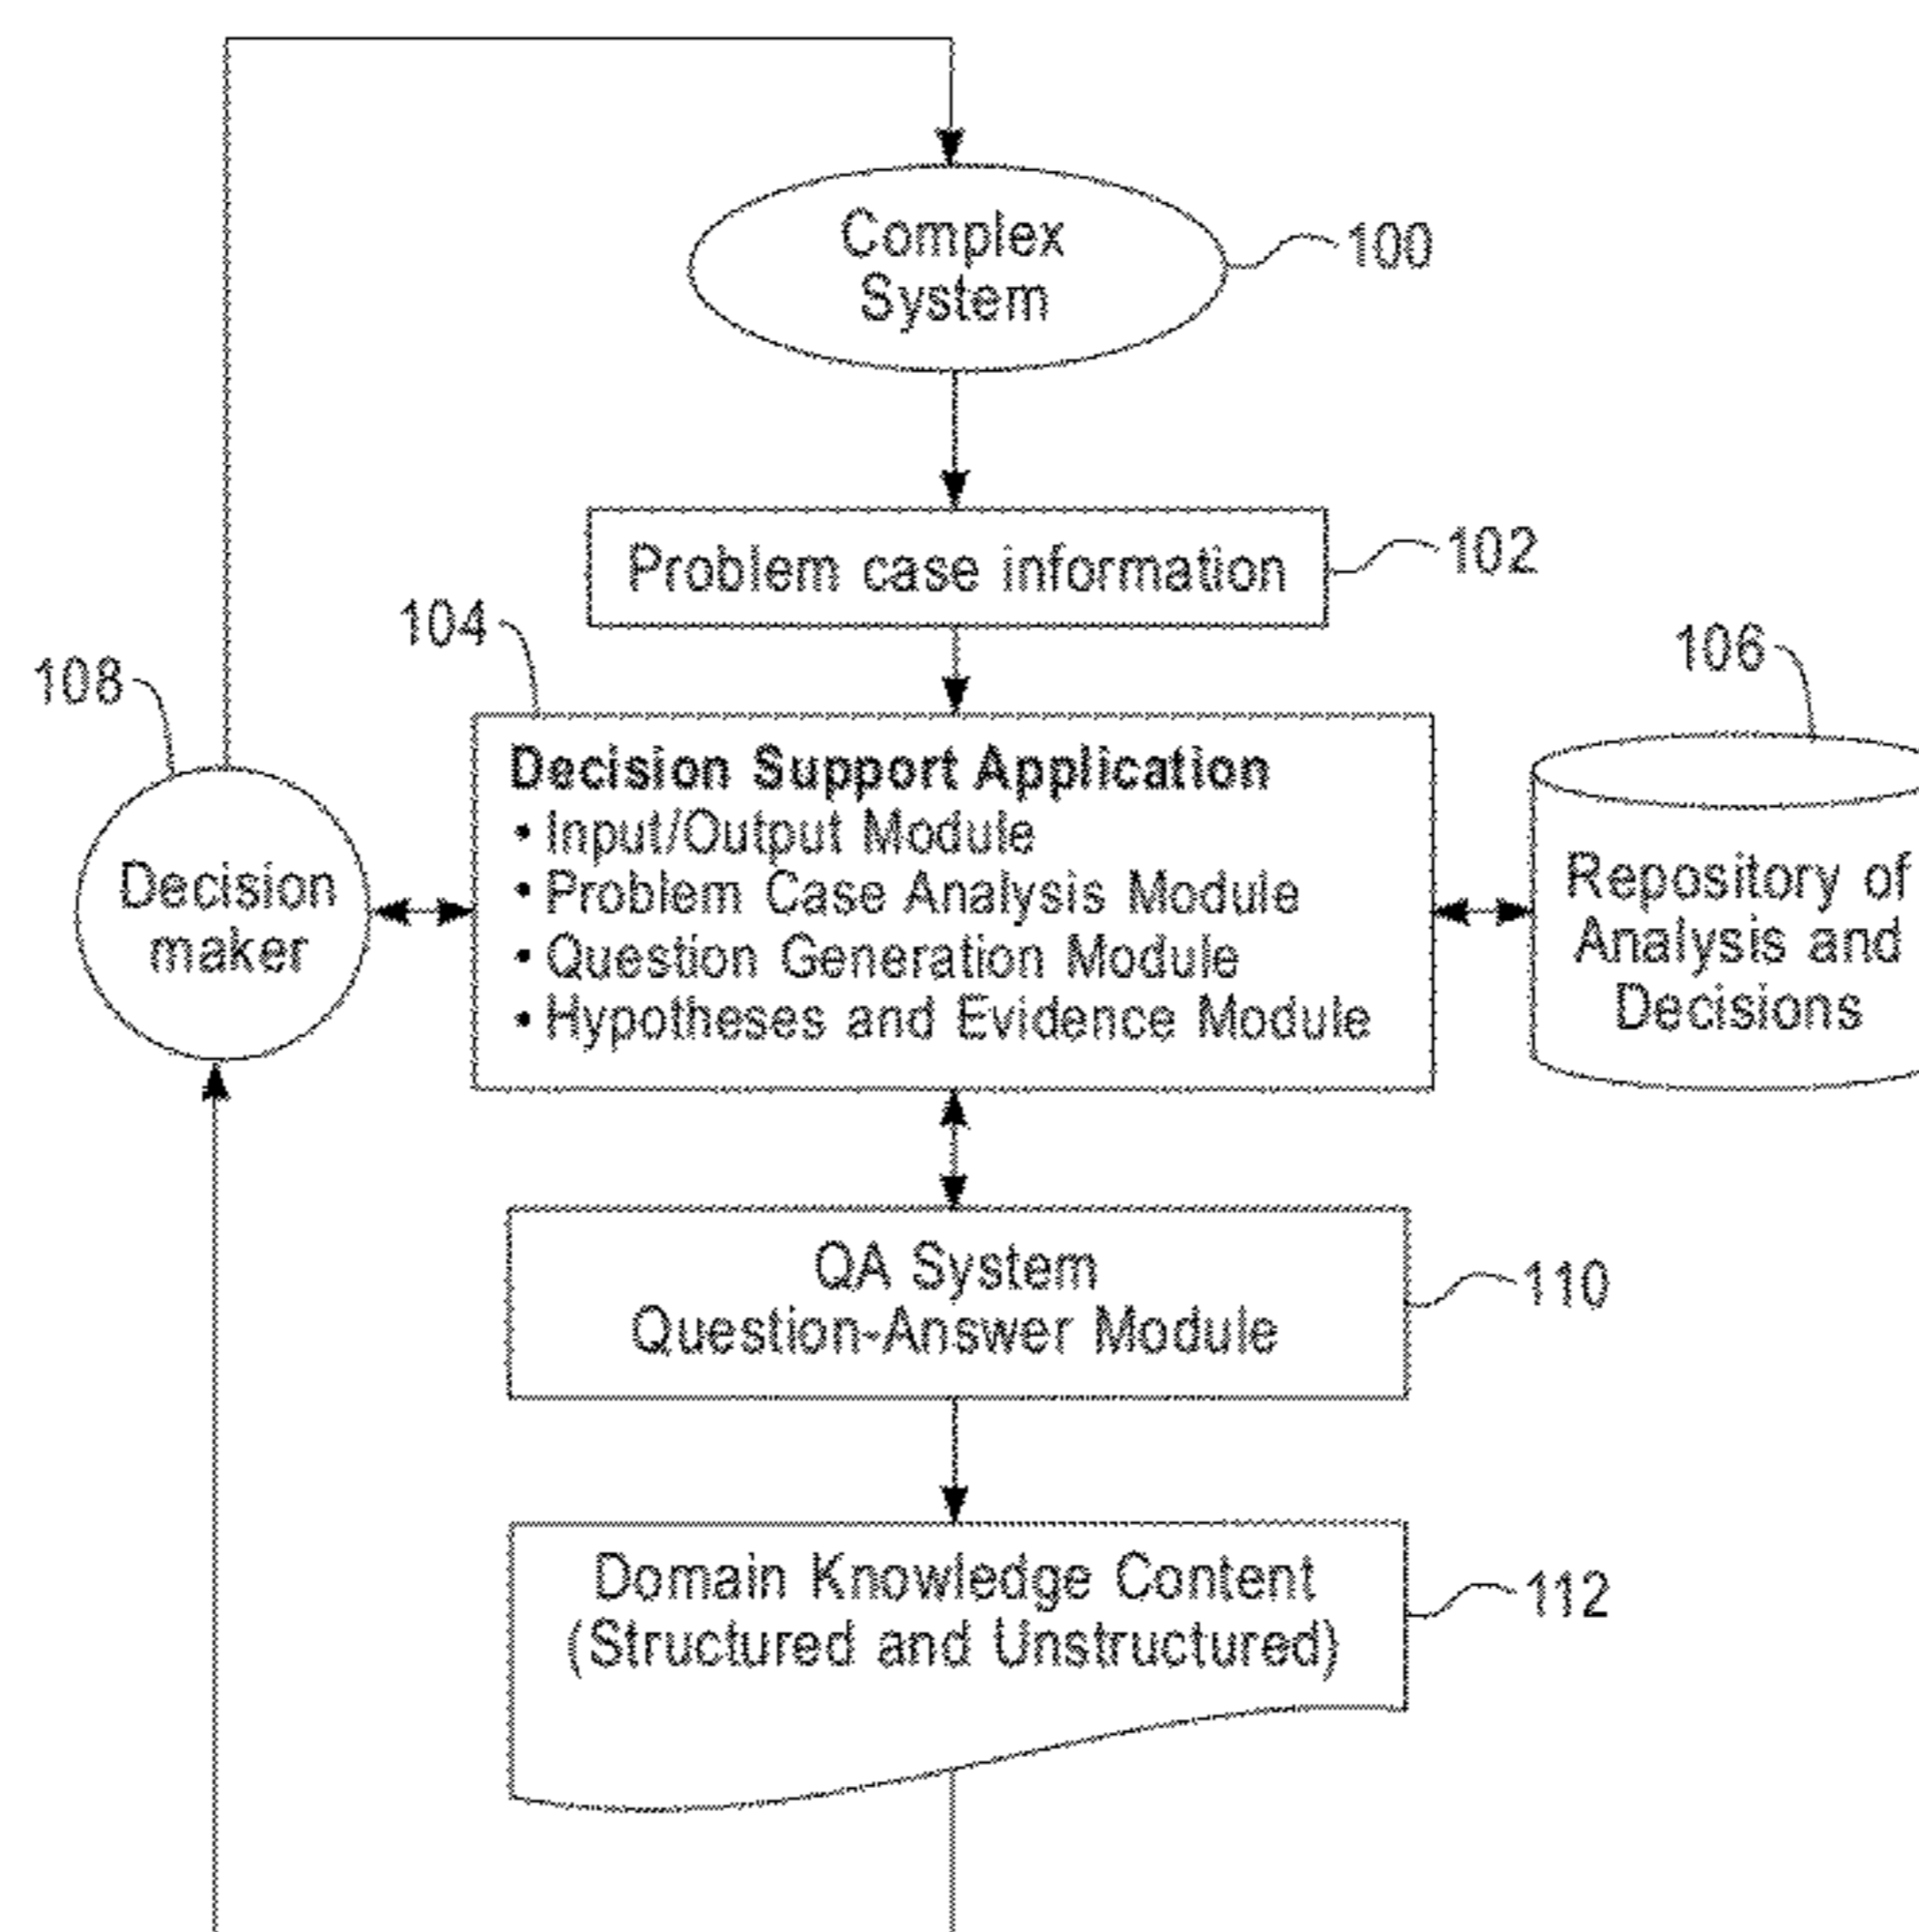 Complex
System
100
Problem case information
102
104
106
108
Decision Support Application
• Input/Output Module
• Problem Case Analysis Module
• Question Generation Module
• Hypotheses and Evidence Module
Decision
maker
Repository of
Analysis and
Decisions
QA System
Question-Answer Module
110
Domain Knowledge Content
(Structured and Unstructured)
112